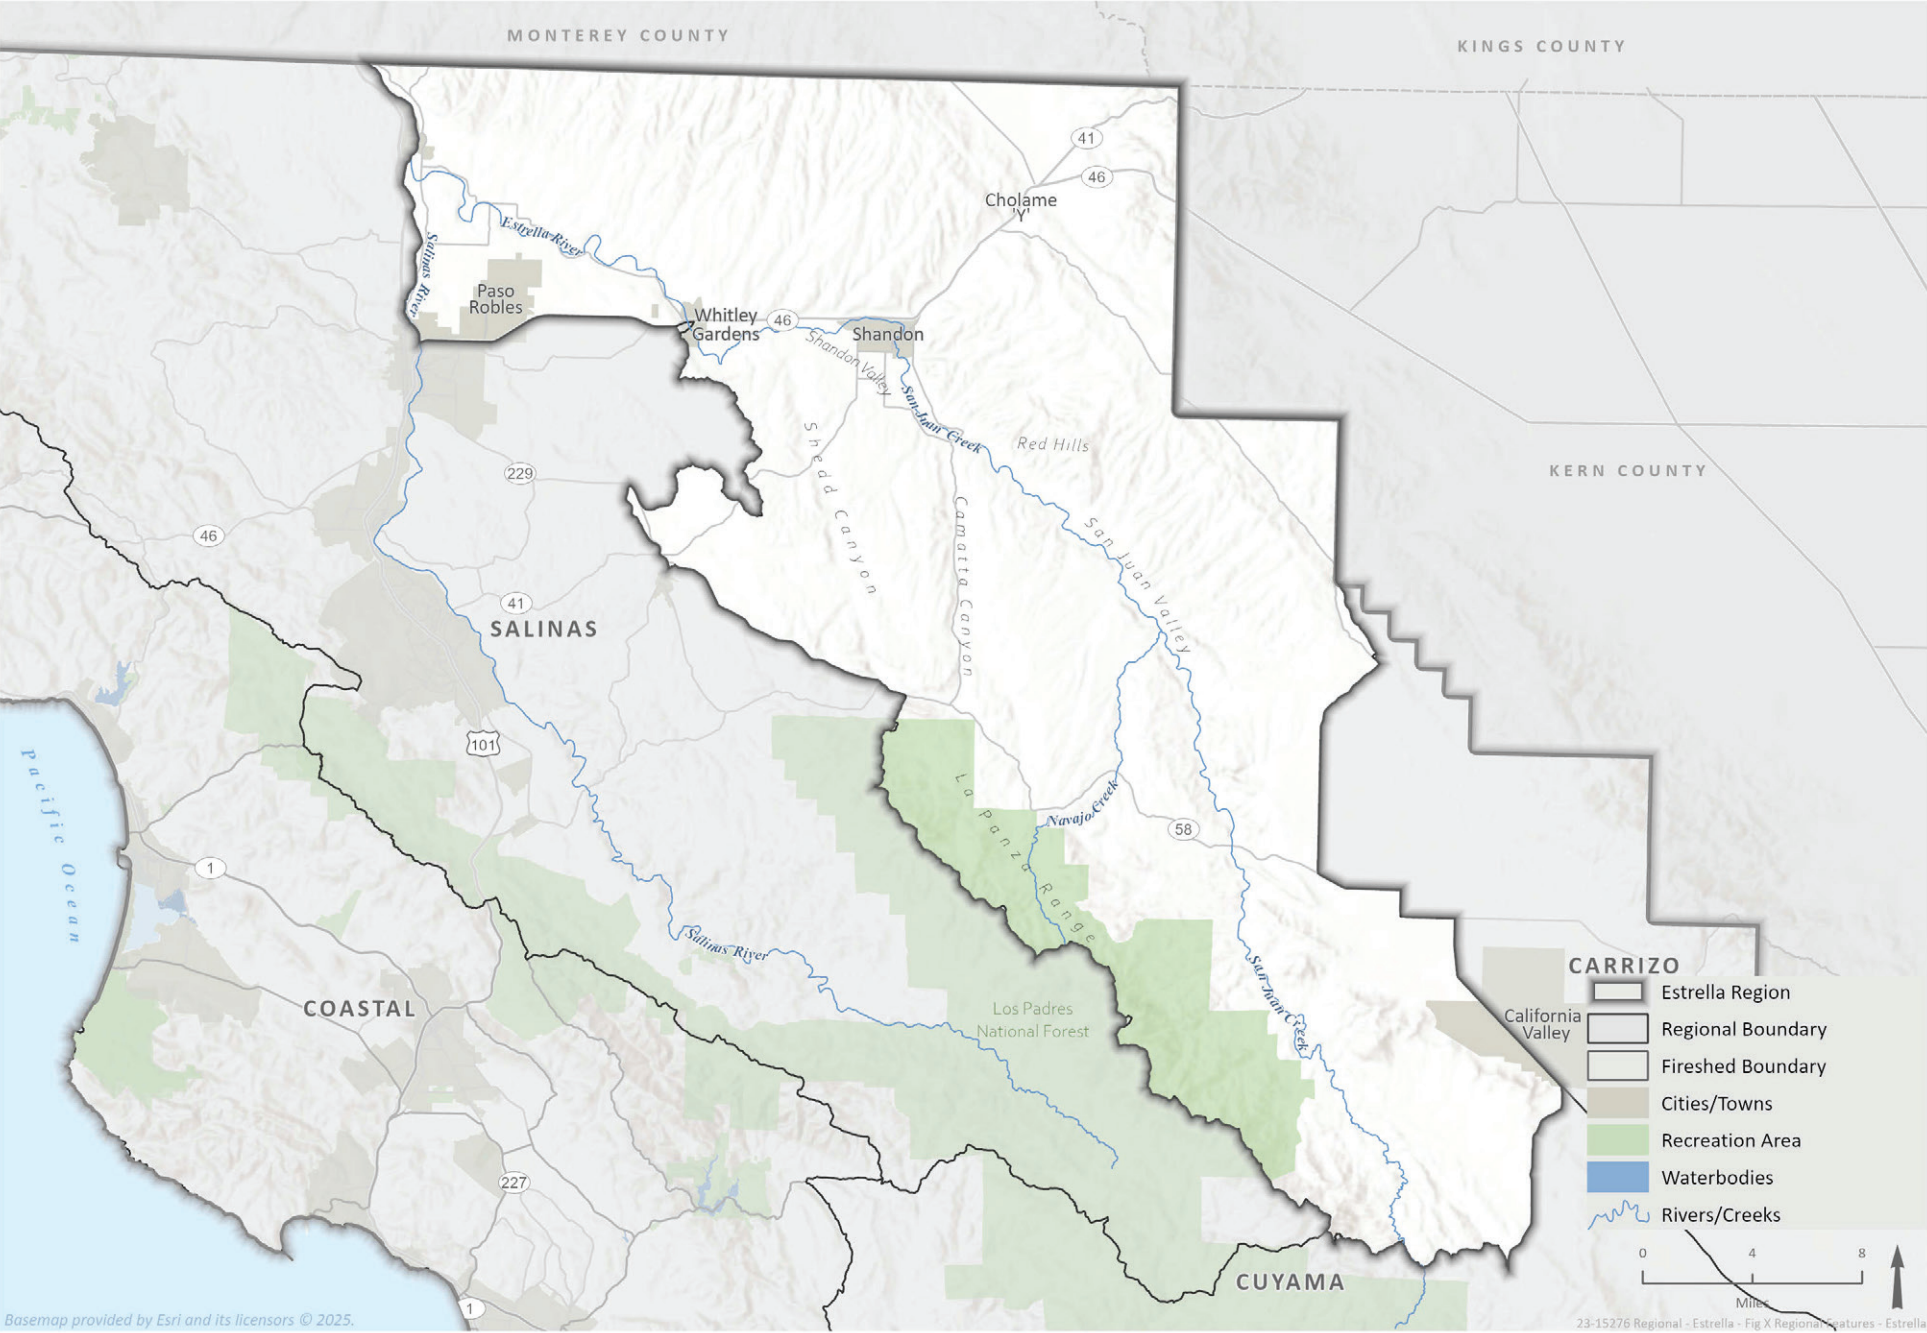 MONTEREY COUNTY
KINGS COUNTY
41
46
Cholame
'Y'
Estrella River
Salinas River
Paso
Robles
Whitley
Gardens
46
Shandon
Shandon Valley
San Juan Creek
Red Hills
KERN COUNTY
Shedd Canyon
229
46
Camatta Canyon
San Juan Valley
41
SALINAS
101
Pacific Ocean
La Panza Range
Navajo Creek
58
1
Salinas River
San Juan Creek
COASTAL
Los Padres
National Forest
CARRIZO
California
Valley
Estrella Region
Regional Boundary
Fireshed Boundary
Cities/Towns
Recreation Area
Waterbodies
Rivers/Creeks
227
0 4 8
Miles
CUYAMA
1
Basemap provided by Esri and its licensors © 2025.
23-15276 Regional - Estrella - Fig X Regional Features - Estrella